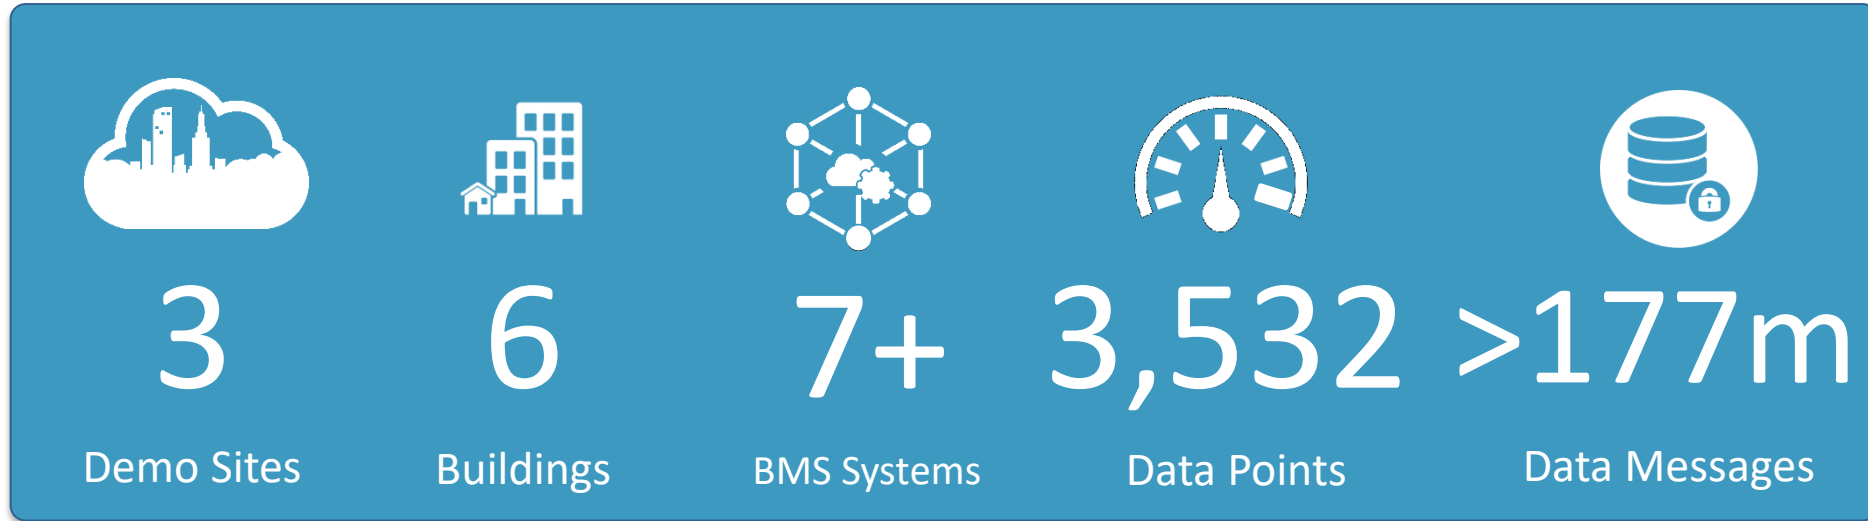 3 6 7+ 3,532 >177m
Demo Sites Buildings BMS Systems Data Points Data Messages